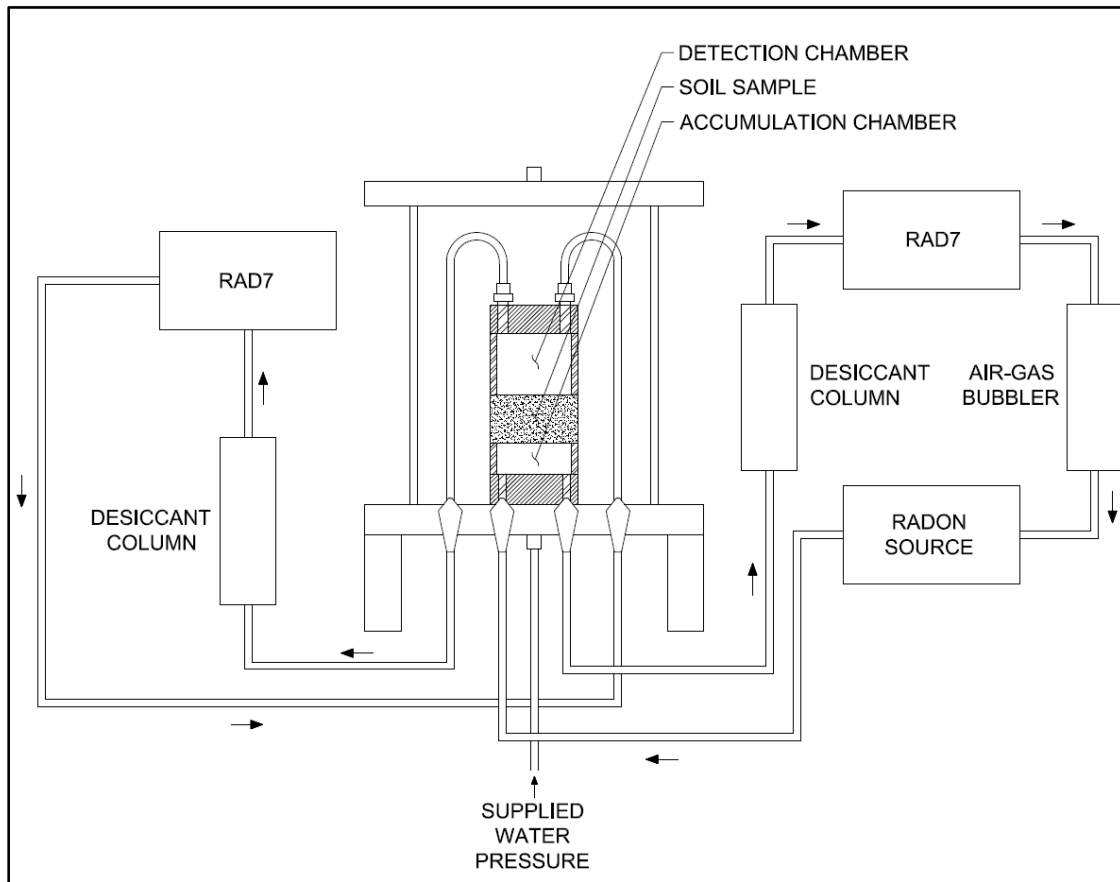 DETECTION CHAMBER
SOIL SAMPLE
ACCUMULATION CHAMBER
RAD7
RAD7
DESICCANT
COLUMN
AIR-GAS
BUBBLER
DESICCANT
COLUMN
RADON
SOURCE
SUPPLIED
WATER
PRESSURE